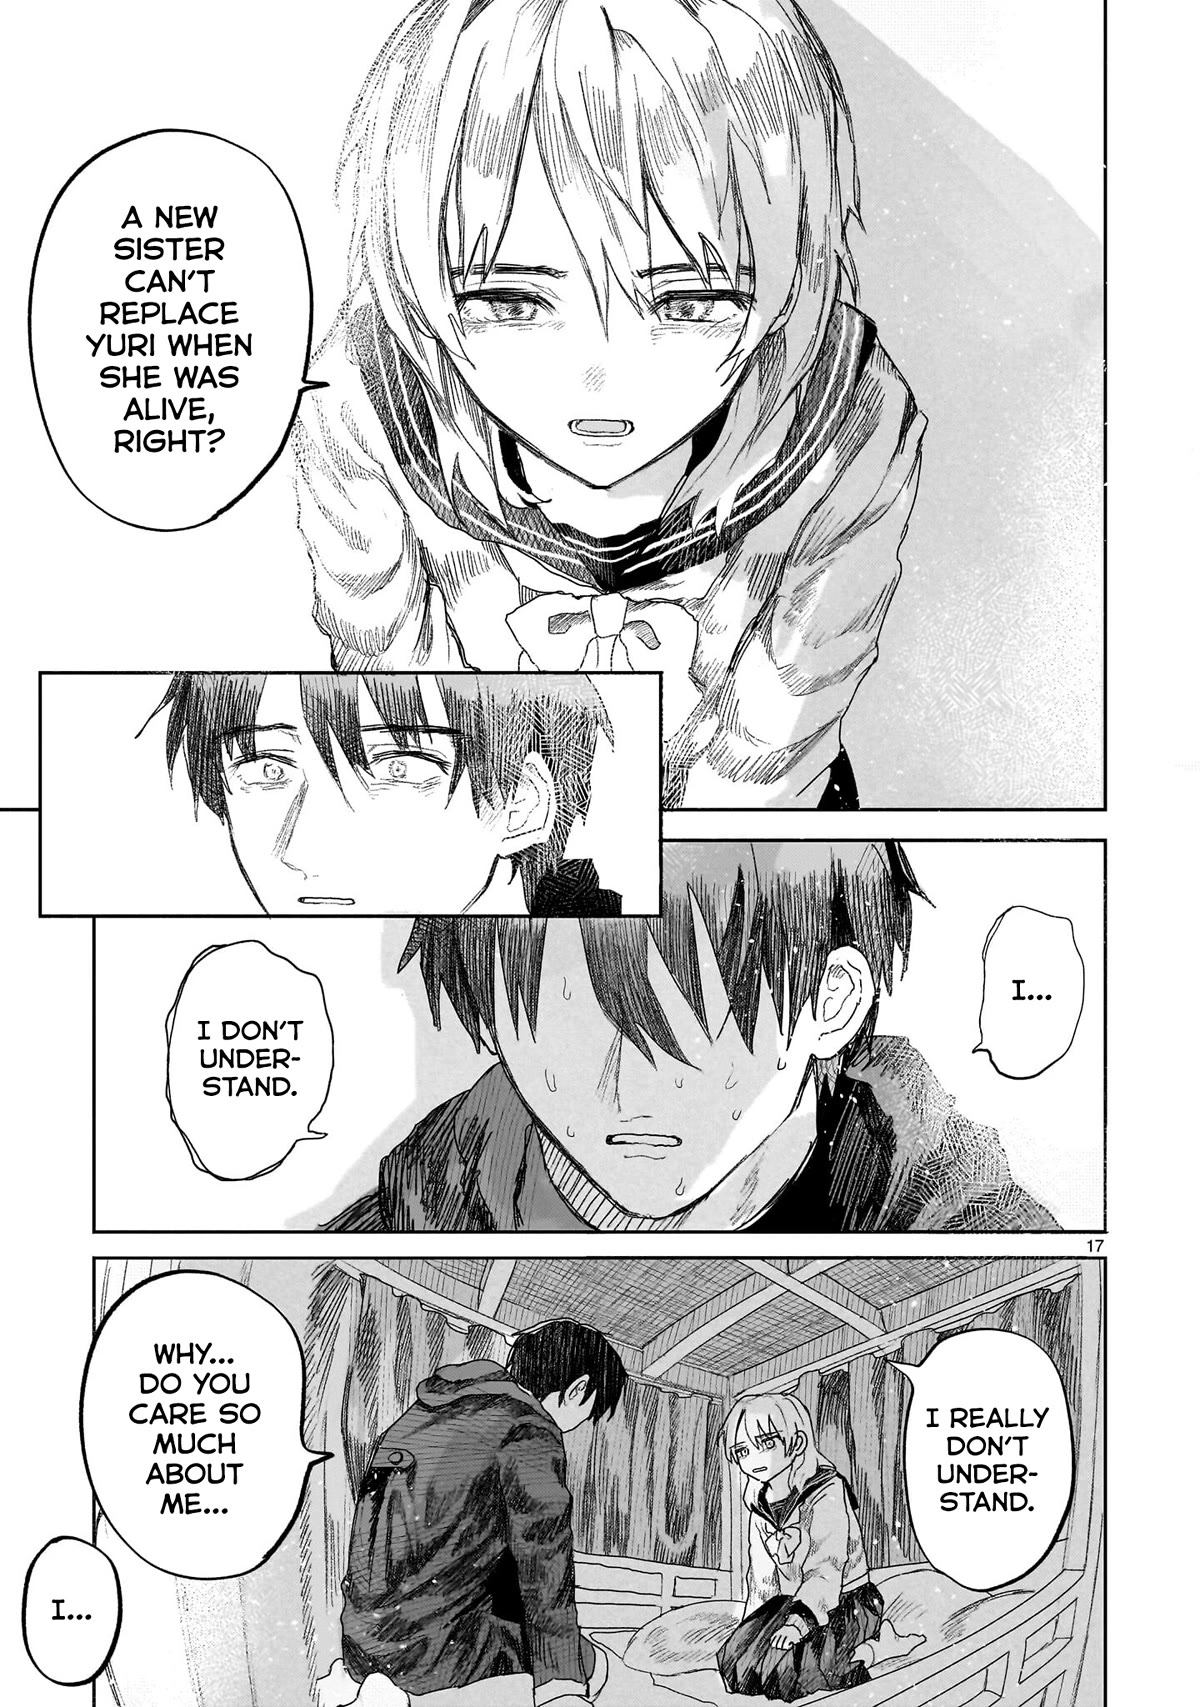 A NEW
SISTER
CAN'T
REPLACE
YURI WHEN
SHE WAS
ALIVE,
RIGHT?
I...
I DON'T
UNDER-
STAND.
17
I REALLY
DON'T
UNDER-
STAND.
WHY...
DO YOU
CARE SO
MUCH
ABOUT
ME...
I...